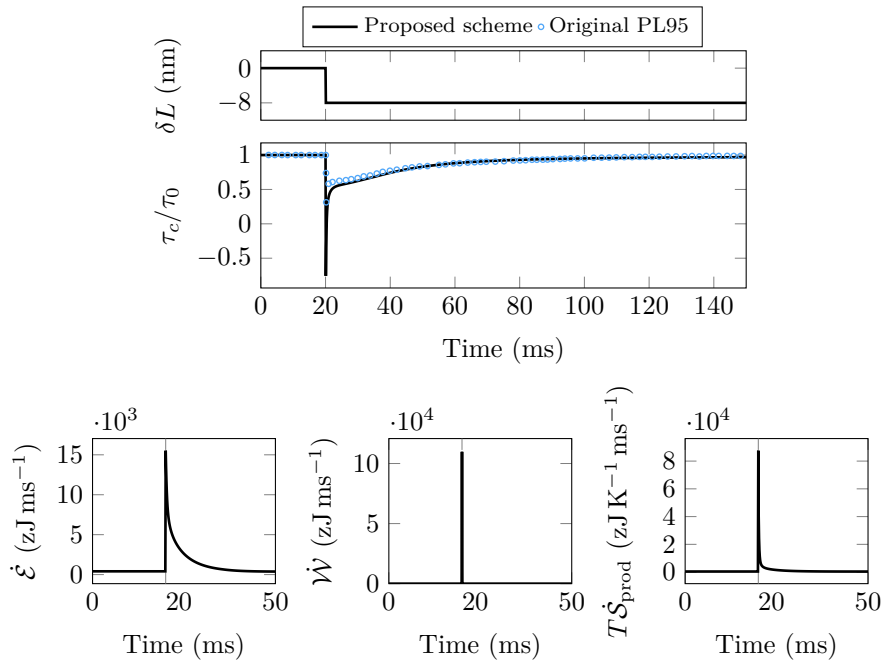 Proposed scheme Original PL95
δL (nm)
0
−8
τc/τ0
1
0.5
0
−0.5
0 20 40 60 80 100 120 140
Time (ms)
·10³ ·10⁴ ·10⁴
Ė (zJ ms⁻¹)
15
10
5
0
0 20 50
Time (ms)
Ẇ (zJ ms⁻¹)
10
5
0
0 20 50
Time (ms)
TṠprod (zJ K⁻¹ ms⁻¹)
8
6
4
2
0
0 20 50
Time (ms)